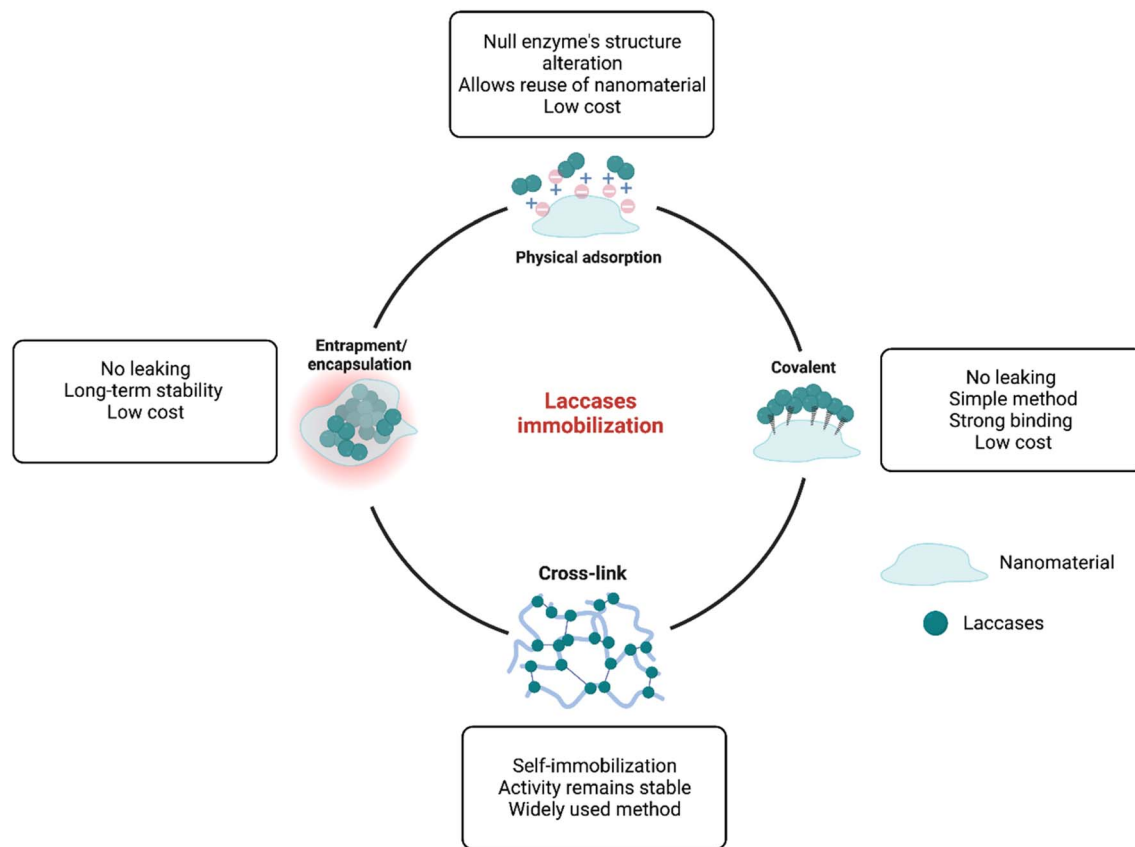 Null enzyme's structure
alteration
Allows reuse of nanomaterial
Low cost
Physical adsorption
Entrapment/
encapsulation
No leaking
Long-term stability
Low cost
Laccases
immobilization
Covalent
No leaking
Simple method
Strong binding
Low cost
Nanomaterial
Laccases
Cross-link
Self-immobilization
Activity remains stable
Widely used method